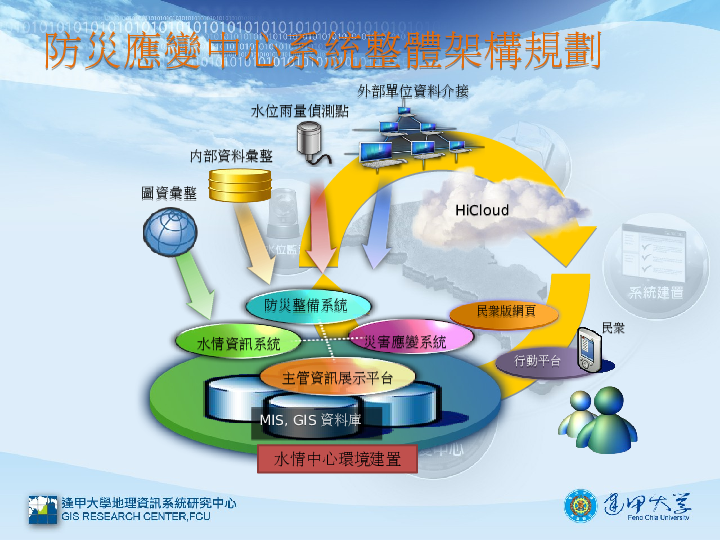 防災應變中心系統整體架構規劃
外部單位資料介接
水位雨量偵測點
內部資料彙整
圖資彙整
HiCloud
系統建置
防災整備系統
民眾版網頁
民眾
水情資訊系統
災害應變系統
行動平台
主管資訊展示平台
MIS, GIS 資料庫
水情中心環境建置
逢甲大學地理資訊系統研究中心
GIS RESEARCH CENTER,FCU
逢甲大學
Feng Chia University